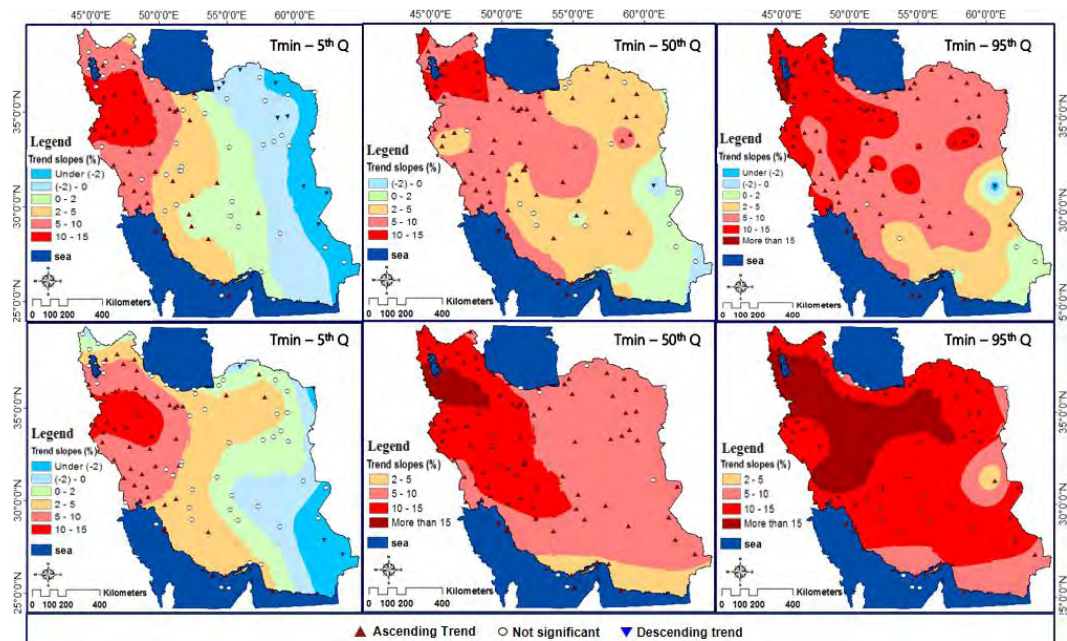 45°0'0"E 50°0'0"E 55°0'0"E 60°0'0"E
45°0'0"E 50°0'0"E 55°0'0"E 60°0'0"E
45°0'0"E 50°0'0"E 55°0'0"E 60°0'0"E
35°0'0"N
30°0'0"N
25°0'0"N
Tmin – 5th Q
Legend
Trend slopes (%)
Under (-2)
(-2) - 0
0 - 2
2 - 5
5 - 10
10 - 15
sea
0 100 200 400
Kilometers
Tmin – 50th Q
Legend
Trend slopes (%)
(-2) - 0
0 - 2
2 - 5
5 - 10
10 - 15
sea
0 100 200 400
Kilometers
Tmin – 95th Q
Legend
Trend slopes (%)
Under (-2)
(-2) - 0
0 - 2
2 - 5
5 - 10
10 - 15
More than 15
sea
0 100 200 400
Kilometers
35°0'0"N
30°0'0"N
5°0'0"N
35°0'0"N
30°0'0"N
25°0'0"N
Tmin – 5th Q
Legend
Trend slopes (%)
Under (-2)
(-2) - 0
0 - 2
2 - 5
5 - 10
10 - 15
sea
0 100 200 400
Kilometers
Tmin – 50th Q
Legend
Trend slopes (%)
2 - 5
5 - 10
10 - 15
More than 15
sea
0 100 200 400
Kilometers
Tmin – 95th Q
Legend
Trend slopes (%)
2 - 5
5 - 10
10 - 15
More than 15
sea
0 100 200 400
Kilometers
35°0'0"N
30°0'0"N
25°0'0"N
Ascending Trend Not significant Descending trend